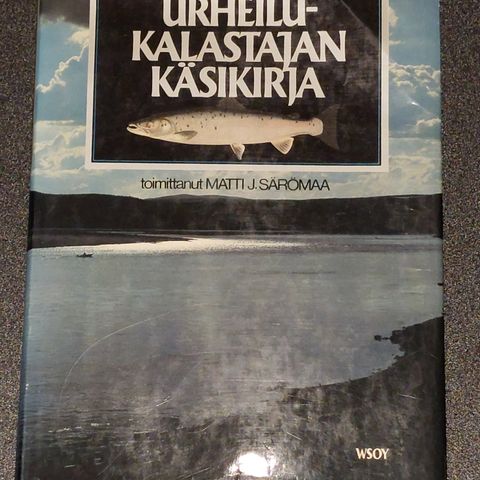 URHEILU-
KALASTAJAN
KÄSIKIRJA
toimittanut MATTI J. SÄRÖMAA
WSOY